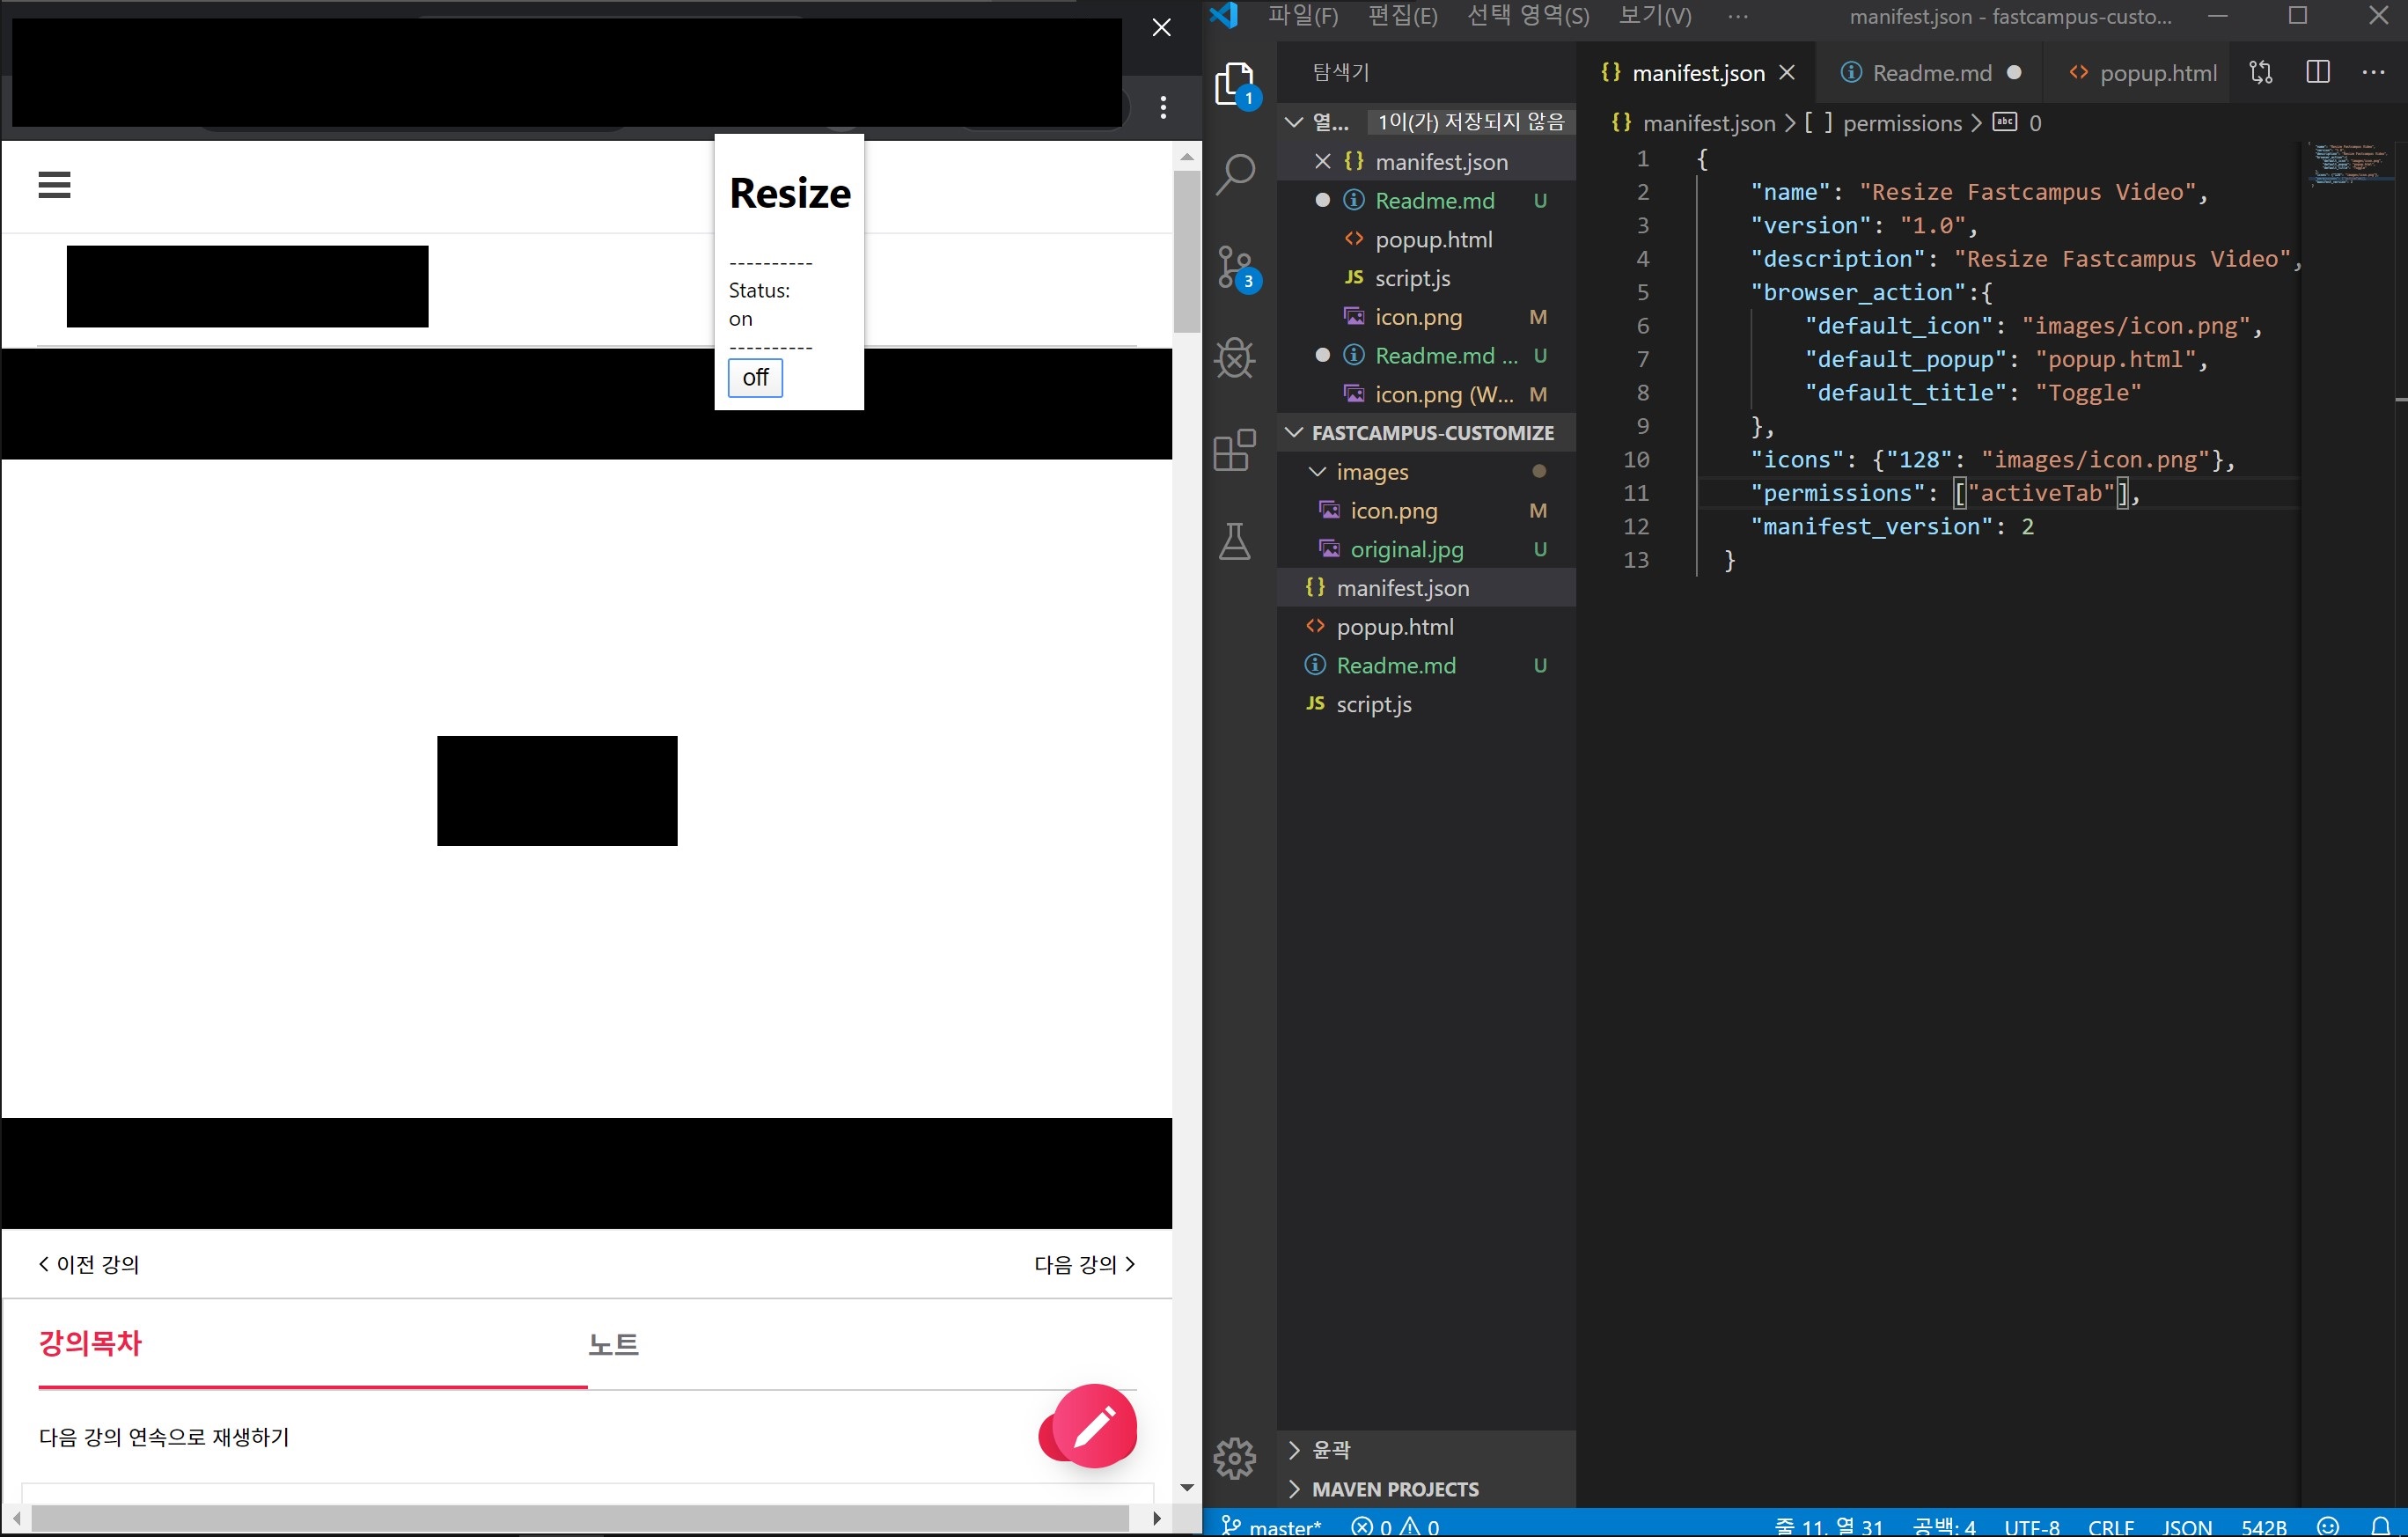 Resize
----------
Status:
on
----------
off
< 이전 강의
다음 강의 >
강의목차
노트
다음 강의 연속으로 재생하기
파일(F) 편집(E) 선택 영역(S) 보기(V) ... manifest.json - fastcampus-custo...
탐색기
열... 1이(가) 저장되지 않음
{} manifest.json
Readme.md U
<> popup.html
JS script.js
icon.png M
Readme.md ... U
icon.png (W... M
FASTCAMPUS-CUSTOMIZE
images
icon.png M
original.jpg U
{} manifest.json
<> popup.html
Readme.md U
JS script.js
윤곽
MAVEN PROJECTS
1
3
{} manifest.json
Readme.md
<> popup.html
{} manifest.json > [ ] permissions > abc 0
1 {
2 "name": "Resize Fastcampus Video",
3 "version": "1.0",
4 "description": "Resize Fastcampus Video",
5 "browser_action":{
6 "default_icon": "images/icon.png",
7 "default_popup": "popup.html",
8 "default_title": "Toggle"
9 },
10 "icons": {"128": "images/icon.png"},
11 "permissions": ["activeTab"],
12 "manifest_version": 2
13 }
master* 0 0 줄 11, 열 31 공백: 4 UTF-8 CRLF JSON 542B